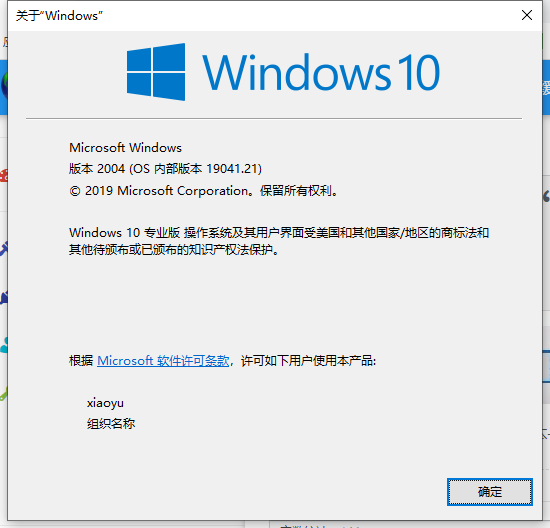 关于“Windows”
Windows 10
Microsoft Windows
版本 2004 (OS 内部版本 19041.21)
© 2019 Microsoft Corporation。保留所有权利。
Windows 10 专业版 操作系统及其用户界面受美国和其他国家/地区的商标法和
其他待颁布或已颁布的知识产权法保护。
根据 Microsoft 软件许可条款，许可如下用户使用本产品:
xiaoyu
组织名称
确定